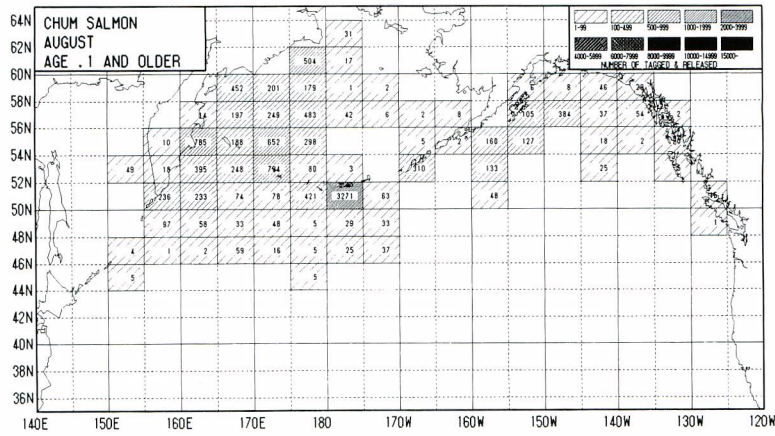 CHUM SALMON
AUGUST
AGE .1 AND OLDER
1-99 100-499 500-999 1000-1999 2000-3999
4000-5999 6000-7999 8000-9999 10000-14999 15000-
NUMBER OF TAGGED & RELEASED
64N
31
62N
504 17
60N
452 201 179 1 2 8 46
58N
14 197 249 483 42 6 2 8 105 384 37 54 2
56N
10 785 188 652 298 5 160 127 18 2
54N
49 18 395 248 794 80 3 310 133 25
52N
236 233 74 78 421 3271 63 48
50N
97 58 33 48 5 29 33 1
48N
4 1 2 59 16 5 25 37
46N
5 5
44N
42N
40N
38N
36N
140E 150E 160E 170E 180 170W 160W 150W 140W 130W 120W